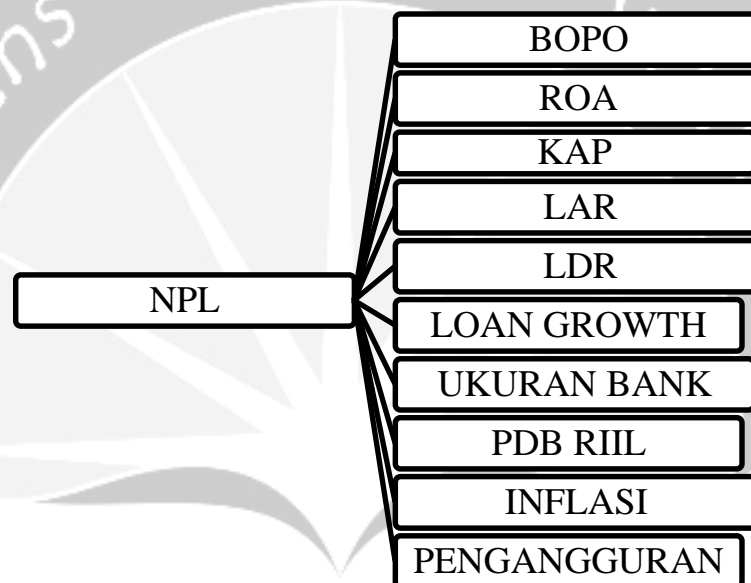 BOPO
ROA
KAP
LAR
LDR
NPL
LOAN GROWTH
UKURAN BANK
PDB RIIL
INFLASI
PENGANGGURAN